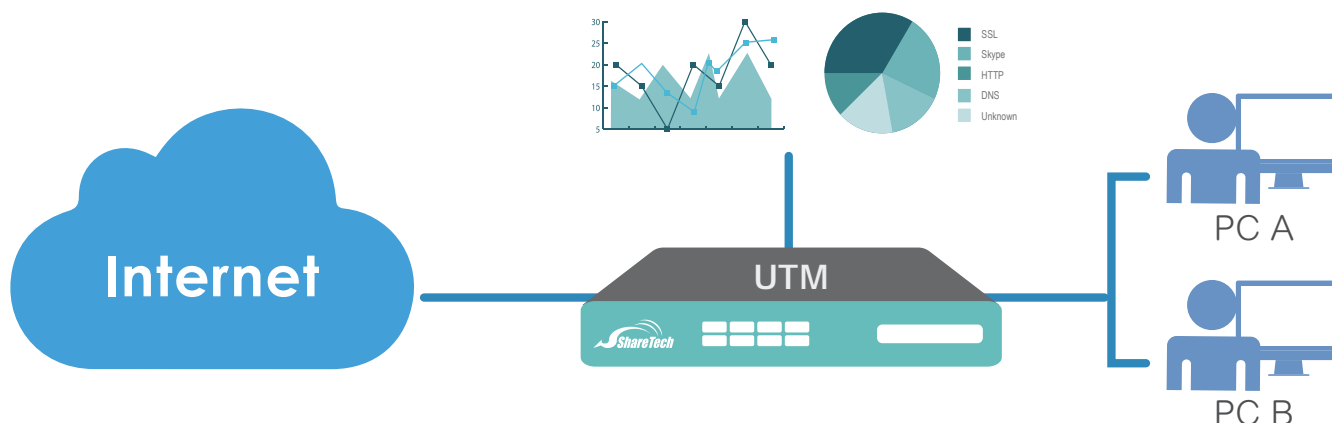 30
25
20
15
10
5
SSL
Skype
HTTP
DNS
Unknown
Internet
UTM
ShareTech
PC A
PC B